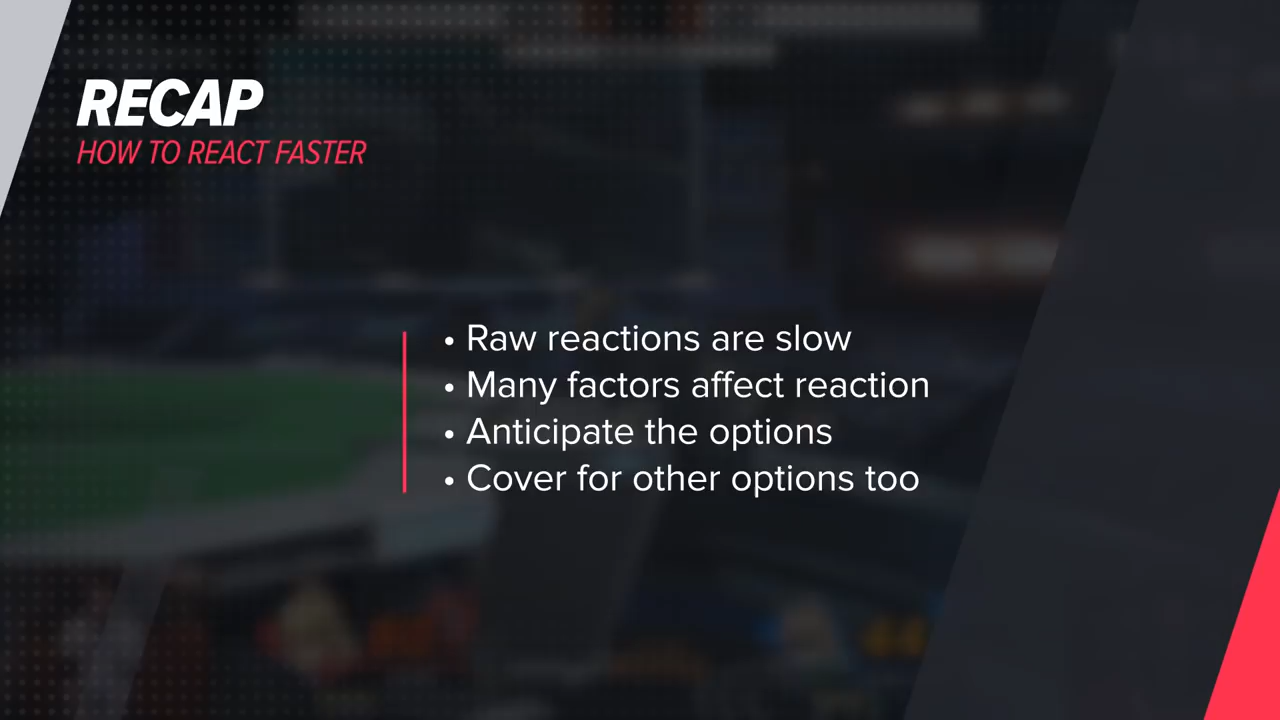 RECAP
HOW TO REACT FASTER
• Raw reactions are slow
• Many factors affect reaction
• Anticipate the options
• Cover for other options too